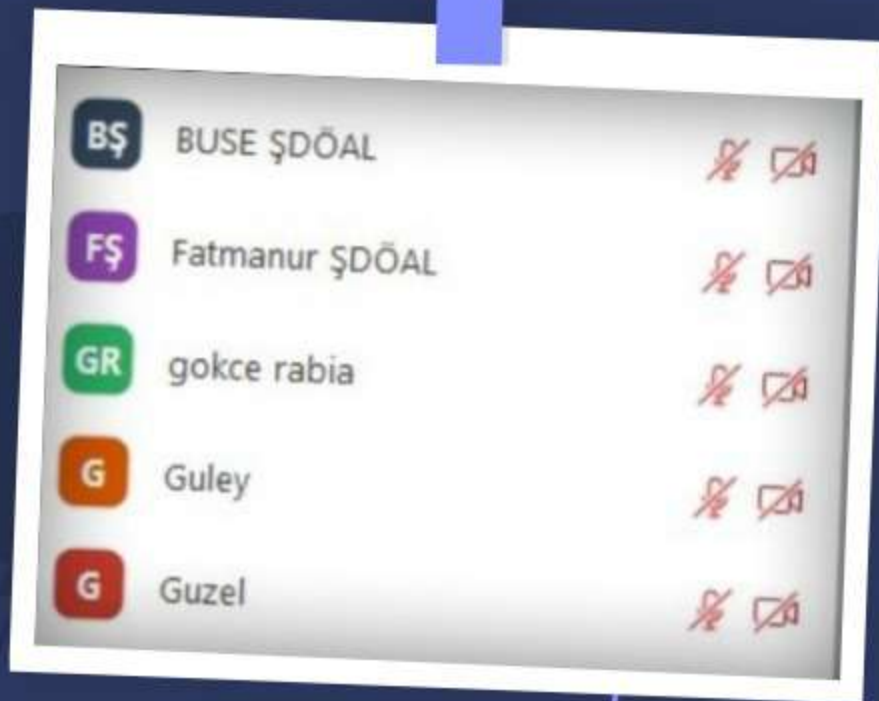 BŞ BUSE ŞDÖAL
FŞ Fatmanur ŞDÖAL
GR gokce rabia
G Guley
G Guzel